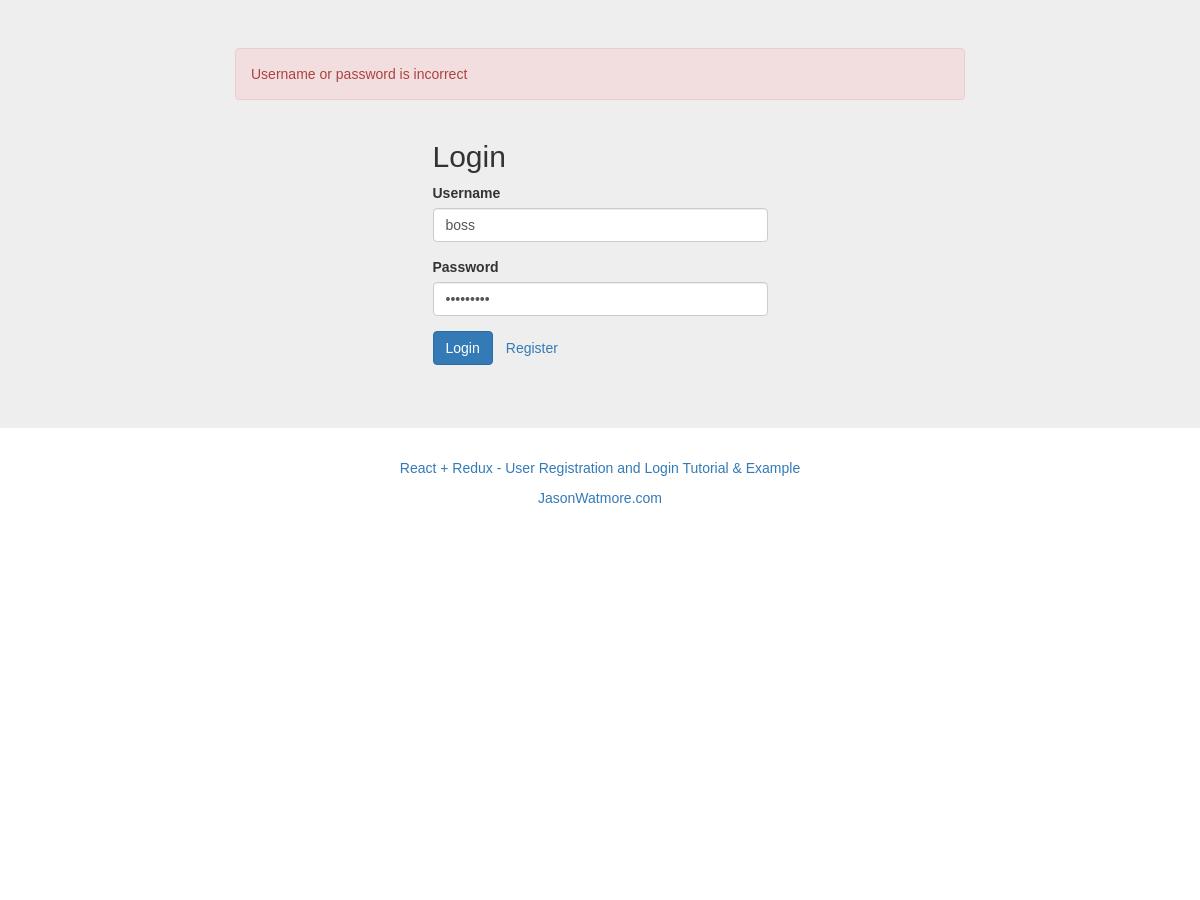 Username or password is incorrect
Login
Username
boss
Password
•••••••••
Login Register
React + Redux - User Registration and Login Tutorial & Example
JasonWatmore.com